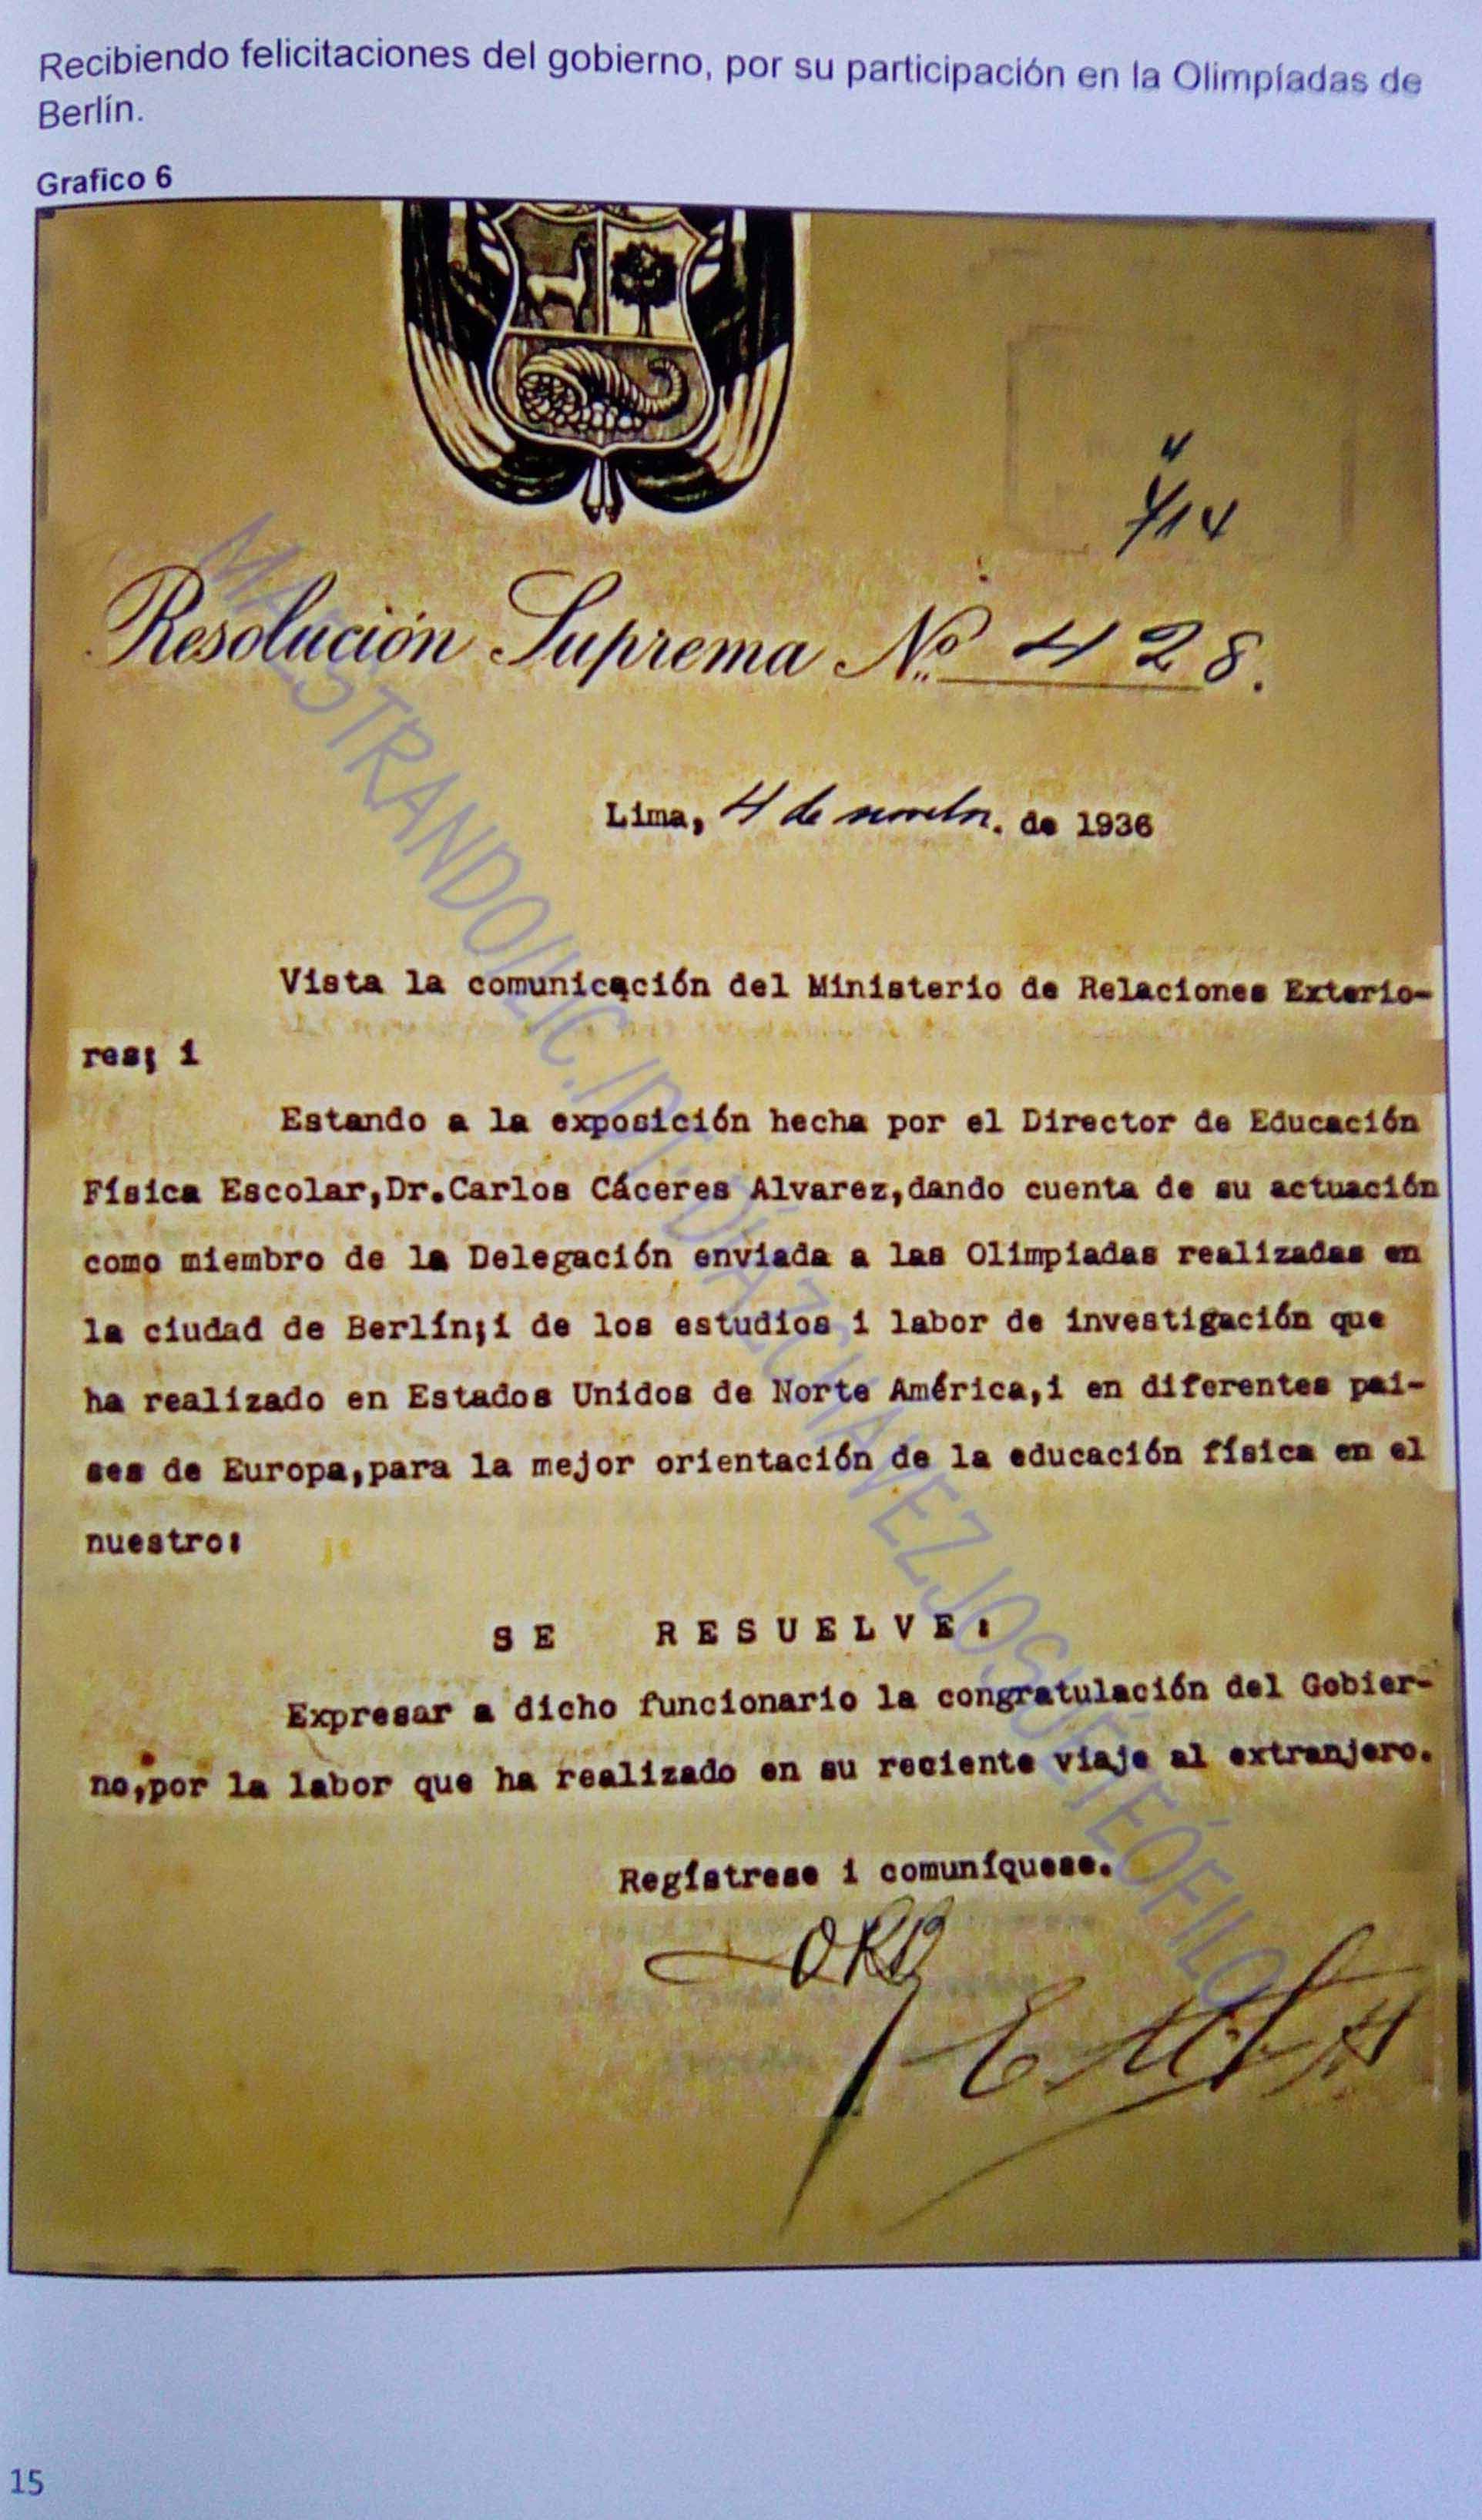 Recibiendo felicitaciones del gobierno, por su participación en la Olimpíadas de
Berlín.
Grafico 6
Resolución Suprema Nº 428.
Lima, 4 de de 1936
Vista la comunicación del Ministerio de Relaciones Exterio-
res; i
Estando a la exposición hecha por el Director de Educación
Física Escolar,Dr.Carlos Cáceres Alvarez,dando cuenta de su actuación
como miembro de la Delegación enviada a las Olimpiadas realizadas en
la ciudad de Berlín;i de los estudios i labor de investigación que
ha realizado en Estados Unidos de Norte América,i en diferentes pai-
ses de Europa,para la mejor orientación de la educación física en el
nuestro:
SE RESUELVE:
Expresar a dicho funcionario la congratulación del Gobier-
no,por la labor que ha realizado en su reciente viaje al extranjero.
Regístrese i comuníquese.
MAESTRANDOLIC.IDT.DÍAZCHAVEZJOSUÉTEÓFILO
15